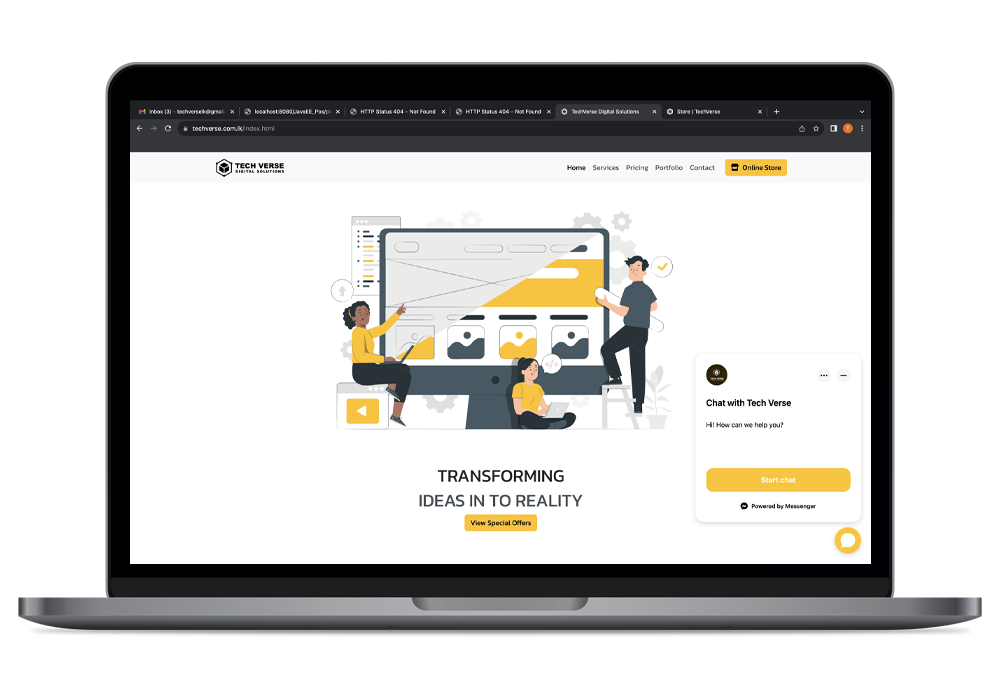 Inbox (3) - techverselk@gmail.
localhost:8080/JavaEE_Pos/
HTTP Status 404 – Not Found
HTTP Status 404 – Not Found
TechVerse Digital Solutions
Store | TechVerse
techverse.com.lk/index.html
TECH VERSE
DIGITAL SOLUTIONS
Home Services Pricing Portfolio Contact Online Store
</>
Chat with Tech Verse
Hi! How can we help you?
Start chat
Powered by Messenger
TRANSFORMING
IDEAS IN TO REALITY
View Special Offers